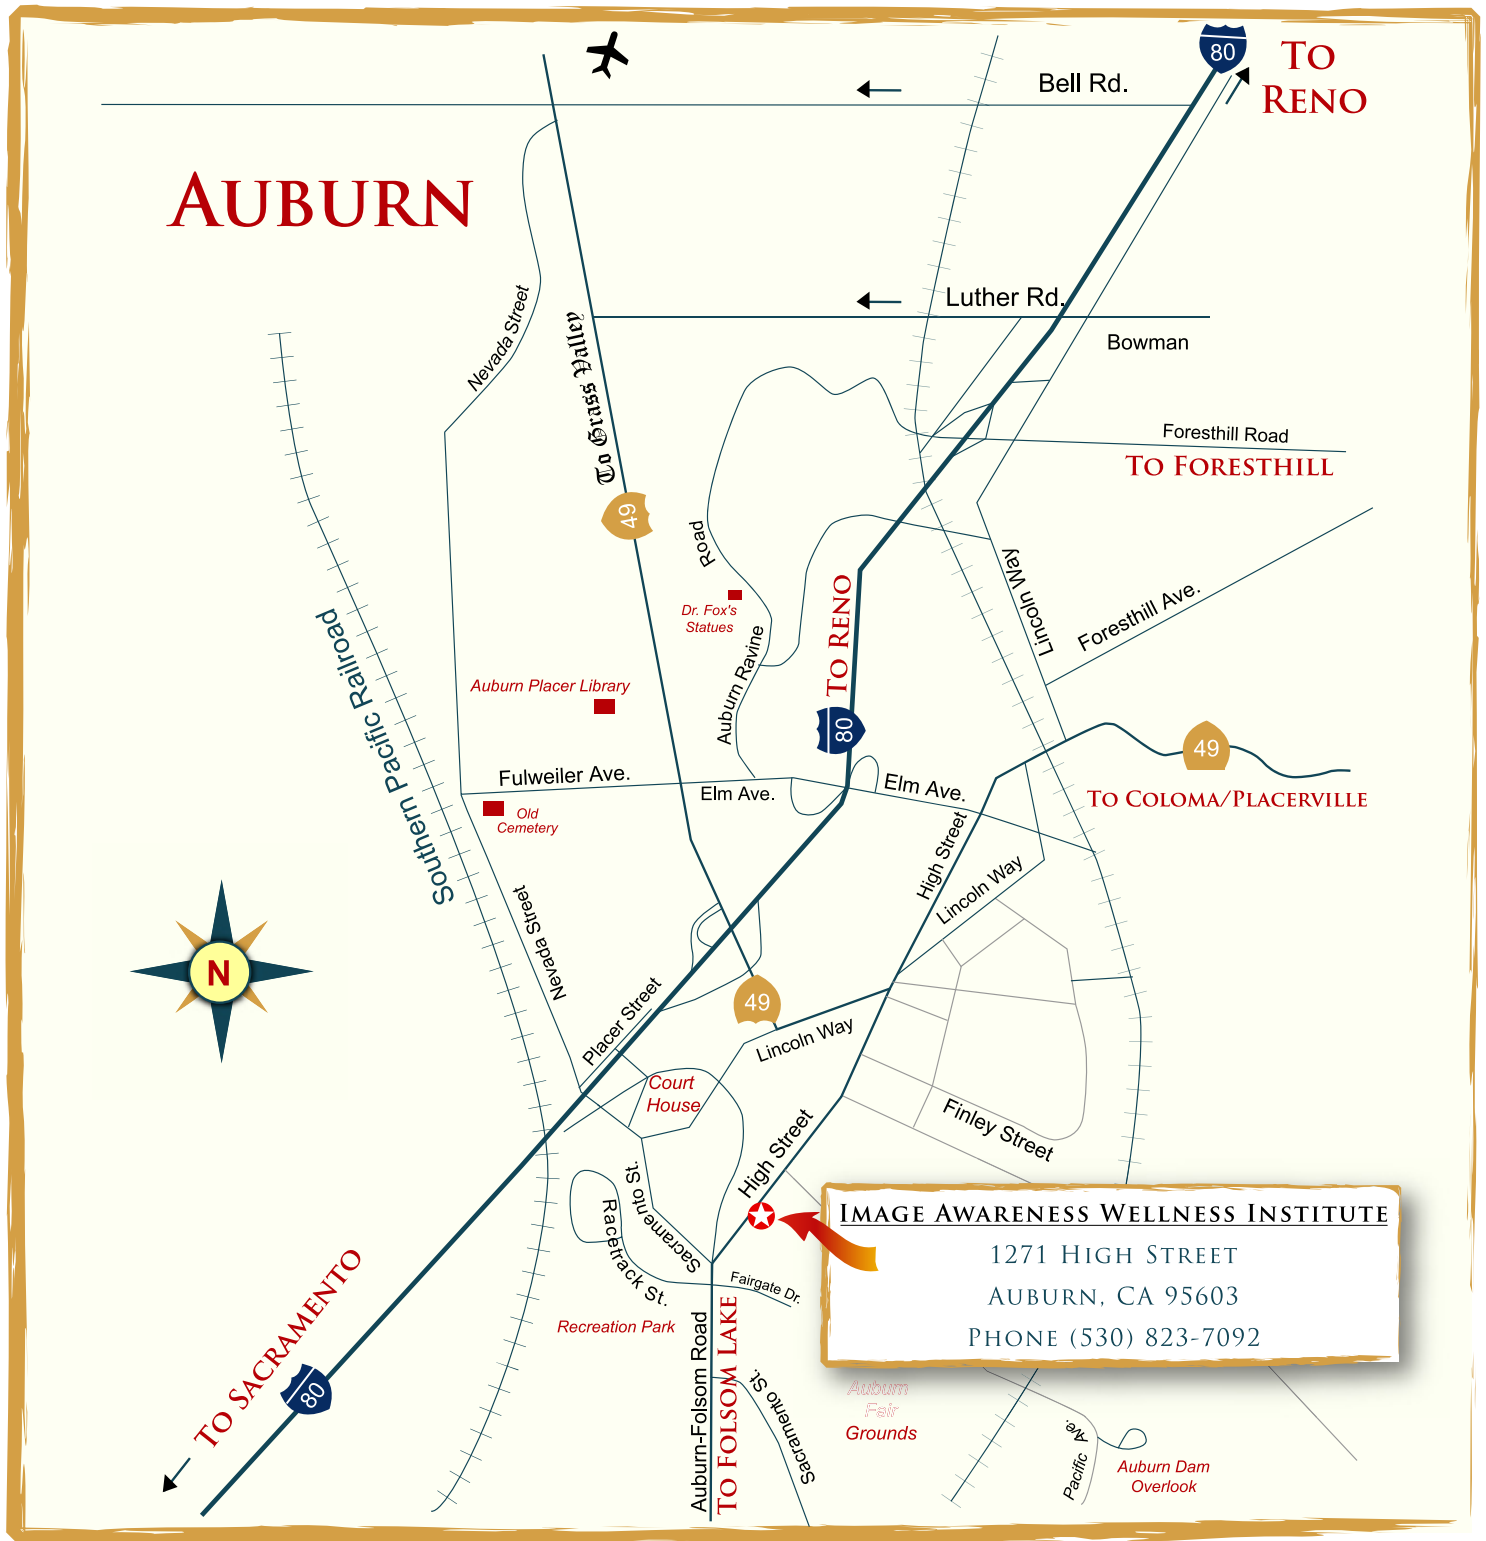 80
TO
RENO
Bell Rd.
AUBURN
Nevada Street
To Grass Valley
Luther Rd.
Bowman
Foresthill Road
TO FORESTHILL
49
Road
Lincoln Way
Foresthill Ave.
Dr. Fox's
Statues
TO RENO
Southern Pacific Railroad
Auburn Ravine
Auburn Placer Library
80
49
TO COLOMA/PLACERVILLE
Fulweiler Ave.
Elm Ave.
Elm Ave.
Old
Cemetery
High Street
Lincoln Way
Nevada Street
N
Placer Street
49
Lincoln Way
Court
House
Finley Street
High Street
Sacramento St.
Racetrack St.
IMAGE AWARENESS WELLNESS INSTITUTE
1271 HIGH STREET
AUBURN, CA 95603
PHONE (530) 823-7092
Fairgate Dr.
Recreation Park
TO SACRAMENTO
80
Auburn-Folsom Road
TO FOLSOM LAKE
Sacramento St.
Auburn
Fair
Grounds
Pacific Ave.
Auburn Dam
Overlook